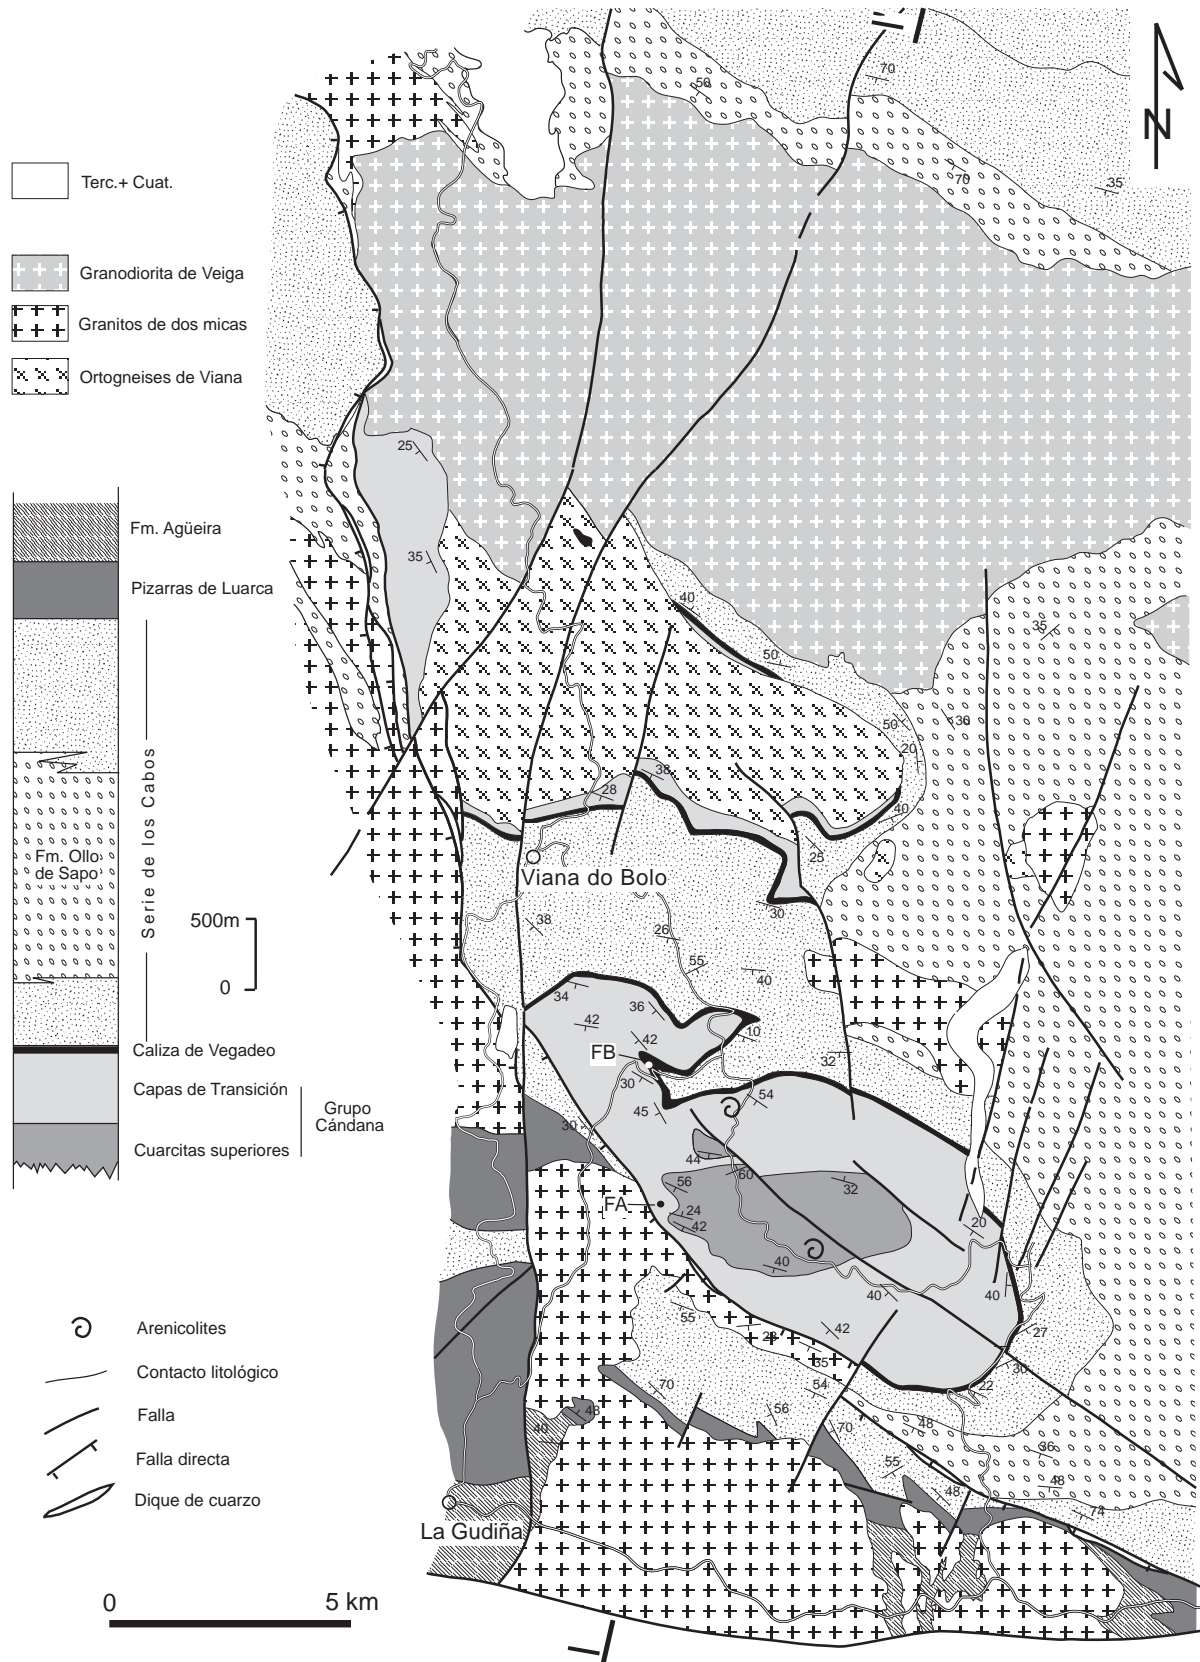 II
N
Terc.+ Cuat.
Granodiorita de Veiga
Granitos de dos micas
Ortogneises de Viana
Fm. Agüeira
Pizarras de Luarca
Serie de los Cabos
Fm. Ollo
de Sapo
500m
0
Caliza de Vegadeo
Capas de Transición
Grupo
Cándana
Cuarcitas superiores
Arenicolites
Contacto litológico
Falla
Falla directa
Dique de cuarzo
0
5 km
70
50
70
35
25
35
40
50
35
50
30
20
38
28
40
25
Viana do Bolo
30
38
26
55
40
34
36
42
42
10
FB
32
30
54
45
30
44
60
56
32
FA
24
42
20
40
40
40
55
42
27
28
35
30
54
22
70
56
48
40
70
48
36
55
48
48
74
La Gudiña
I